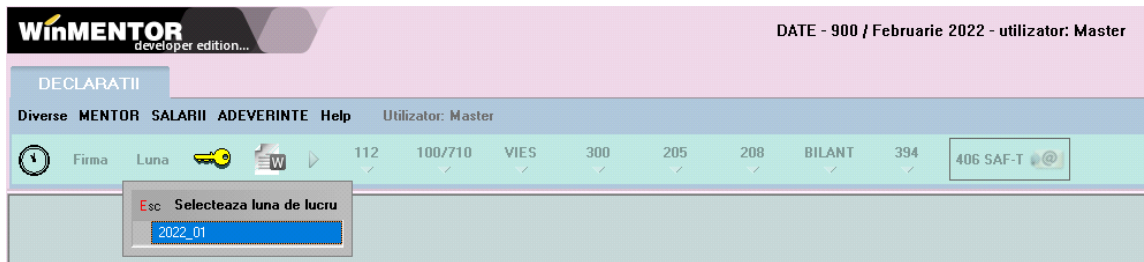 WinMENTOR
developer edition...
DATE - 900 / Februarie 2022 - utilizator: Master
DECLARATII
Diverse MENTOR SALARII ADEVERINTE Help Utilizator: Master
Firma Luna W 112 100/710 VIES 300 205 208 BILANT 394 406 SAF-T @
Esc Selecteaza luna de lucru
2022_01